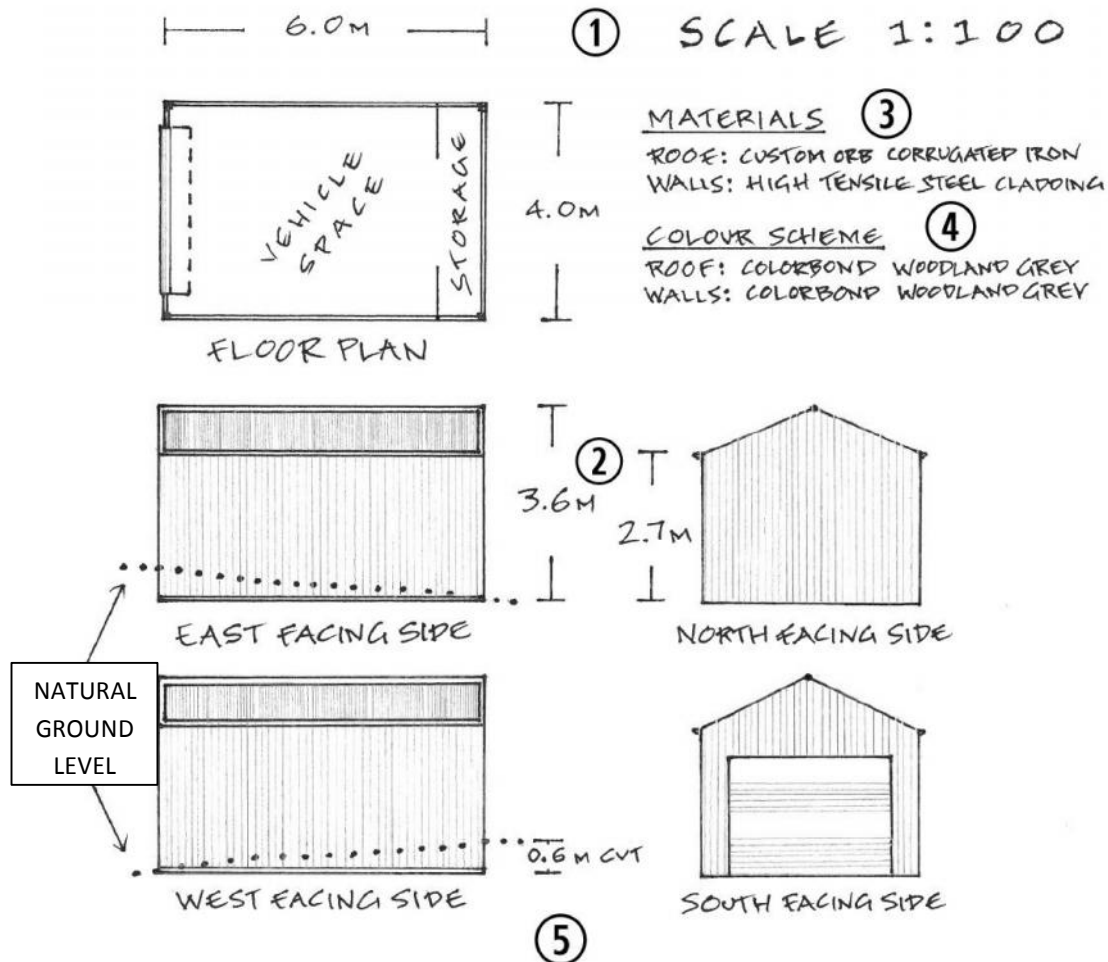 6.0M
1
SCALE 1:100
MATERIALS 3
ROOF: CUSTOM ORB CORRUGATED IRON
WALLS: HIGH TENSILE STEEL CLADDING
VEHICLE
SPACE
STORAGE
4.0M
COLOUR SCHEME 4
ROOF: COLORBOND WOODLAND GREY
WALLS: COLORBOND WOODLAND GREY
FLOOR PLAN
2
3.6M
2.7M
EAST FACING SIDE
NORTH FACING SIDE
NATURAL
GROUND
LEVEL
0.6M CUT
WEST FACING SIDE
SOUTH FACING SIDE
5